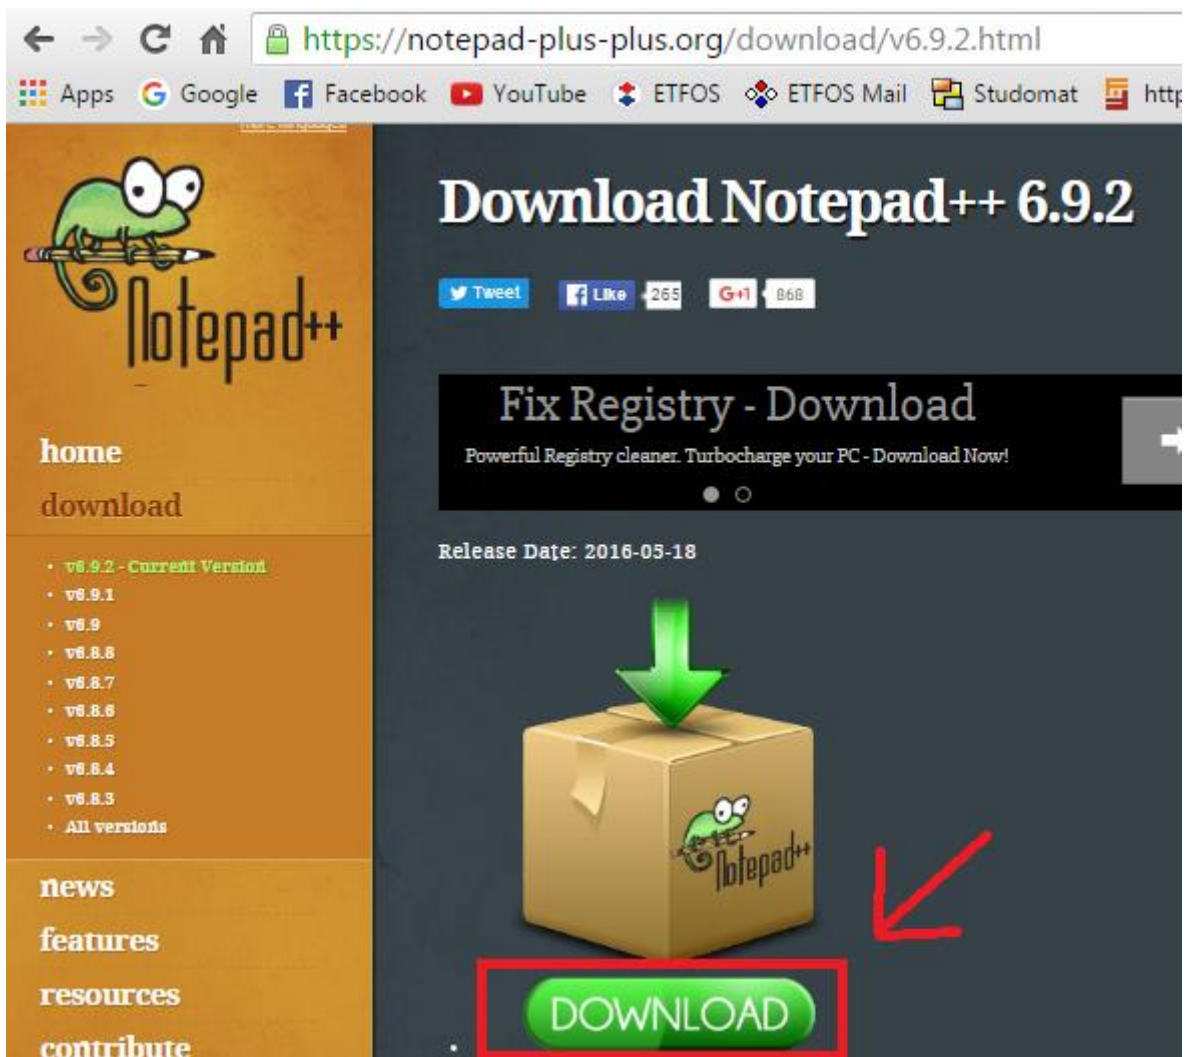 https://notepad-plus-plus.org/download/v6.9.2.html
Apps Google Facebook YouTube ETFOS ETFOS Mail Studomat http
more languages
Notepad++
home
download
v6.9.2 - Current Version
v6.9.1
v6.9
v6.8.8
v6.8.7
v6.8.6
v6.8.5
v6.8.4
v6.8.3
All versions
news
features
resources
contribute
Download Notepad++ 6.9.2
Tweet Like 265 G+1 868
Fix Registry - Download
Powerful Registry cleaner. Turbocharge your PC - Download Now!
Release Date: 2016-05-18
Notepad++
DOWNLOAD